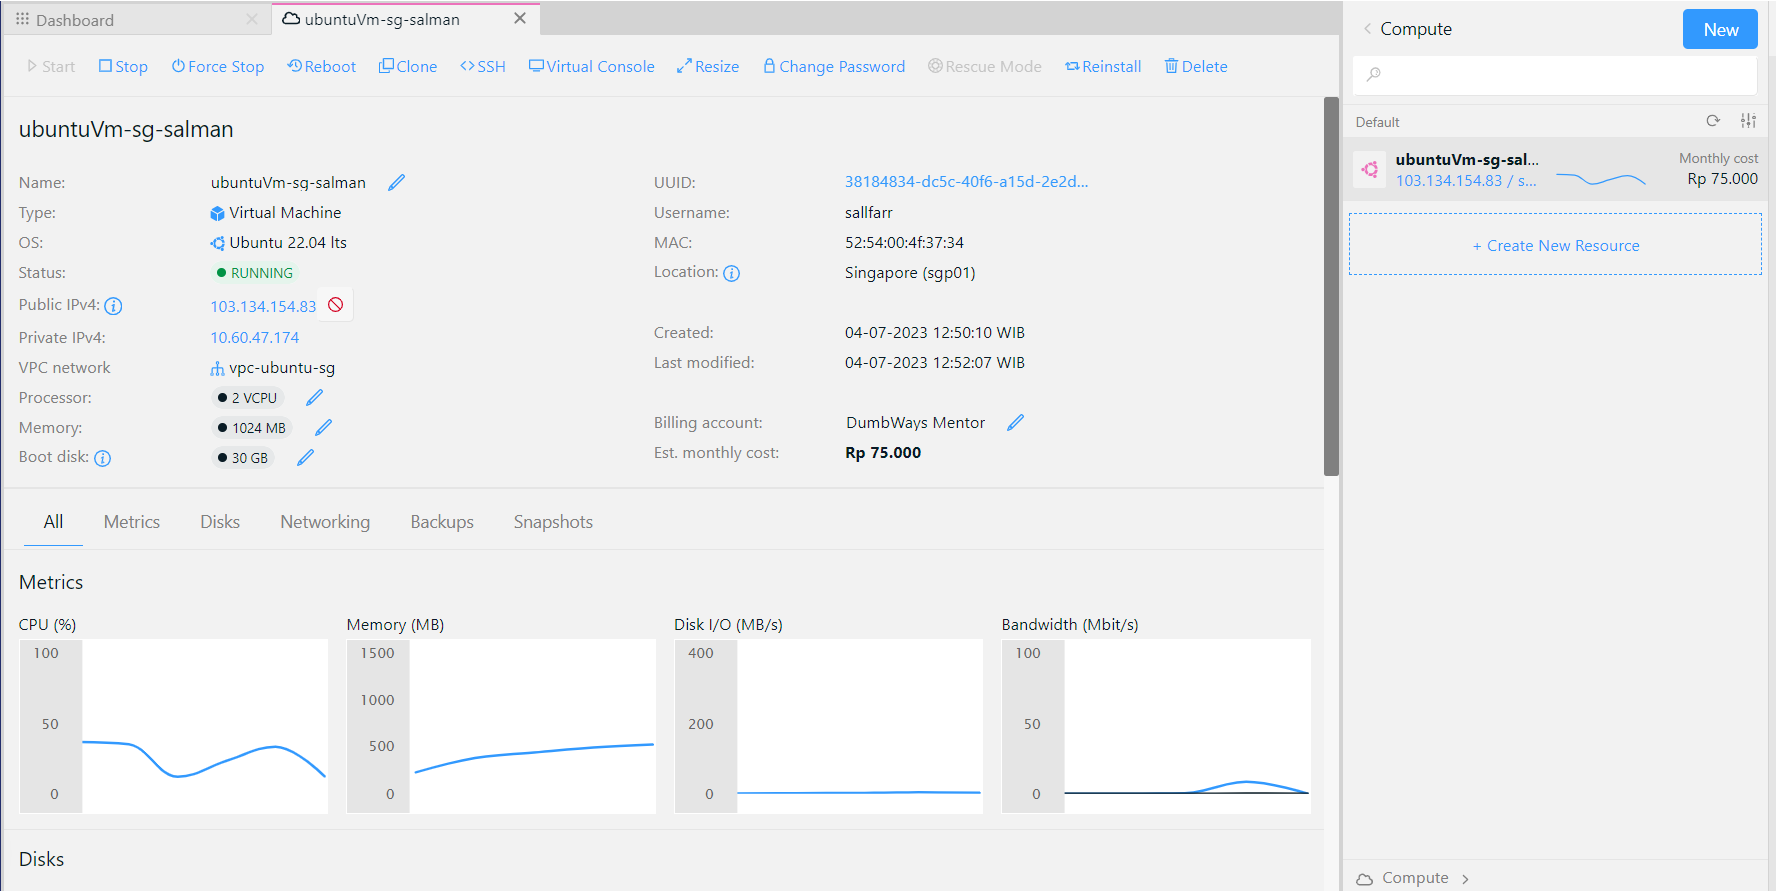 Dashboard
ubuntuVm-sg-salman
Start Stop Force Stop Reboot Clone SSH Virtual Console Resize Change Password Rescue Mode Reinstall Delete
ubuntuVm-sg-salman
Name: ubuntuVm-sg-salman
Type: Virtual Machine
OS: Ubuntu 22.04 lts
Status: RUNNING
Public IPv4: 103.134.154.83
Private IPv4: 10.60.47.174
VPC network vpc-ubuntu-sg
Processor: 2 VCPU
Memory: 1024 MB
Boot disk: 30 GB
UUID: 38184834-dc5c-40f6-a15d-2e2d...
Username: sallfarr
MAC: 52:54:00:4f:37:34
Location: Singapore (sgp01)
Created: 04-07-2023 12:50:10 WIB
Last modified: 04-07-2023 12:52:07 WIB
Billing account: DumbWays Mentor
Est. monthly cost: Rp 75.000
All Metrics Disks Networking Backups Snapshots
Metrics
CPU (%)
100
50
0
Memory (MB)
1500
1000
500
0
Disk I/O (MB/s)
400
200
0
Bandwidth (Mbit/s)
100
50
0
Disks
Compute
New
Default
ubuntuVm-sg-sal...
103.134.154.83 / s...
Monthly cost
Rp 75.000
+ Create New Resource
Compute